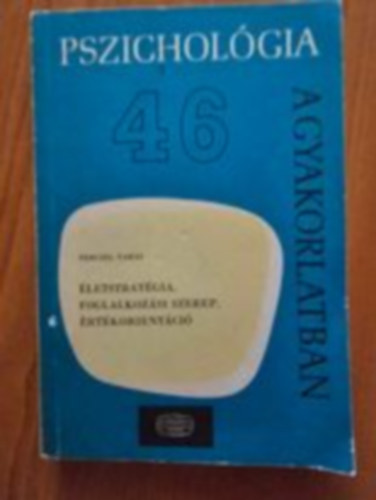 PSZICHOLÓGIA
46
A GYAKORLATBAN
ÉLETSTRATÉGIA,
FOGLALKOZÁSI SZEREP,
ÉRTÉKORIENTÁCIÓ